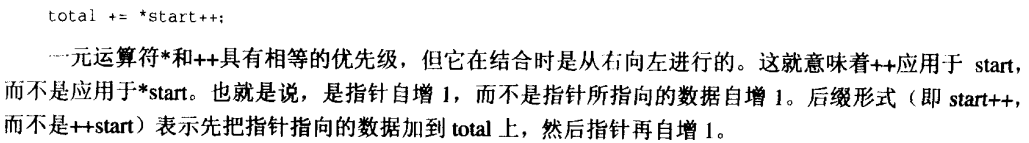 total += *start++;
一元运算符*和++具有相等的优先级，但它在结合时是从右向左进行的。这就意味着++应用于 start，
而不是应用于*start。也就是说，是指针自增 1，而不是指针所指向的数据自增 1。后缀形式（即 start++，
而不是++start）表示先把指针指向的数据加到 total 上，然后指针再自增 1。